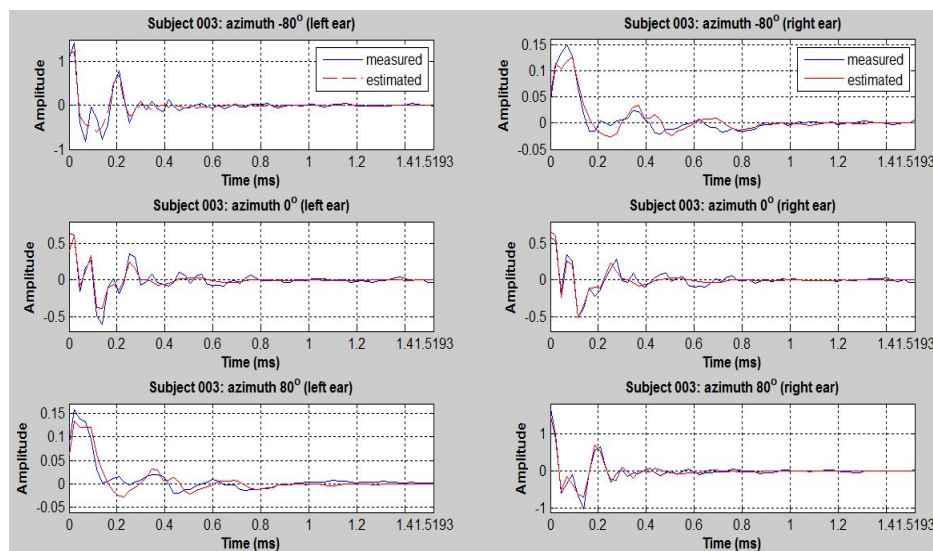 Subject 003: azimuth -80° (left ear)
Amplitude
1
0
-1
measured
estimated
0 0.2 0.4 0.6 0.8 1 1.2 1.41.5193
Time (ms)
Subject 003: azimuth -80° (right ear)
Amplitude
0.15
0.1
0.05
0
-0.05
measured
estimated
0 0.2 0.4 0.6 0.8 1 1.2 1.41.5193
Time (ms)
Subject 003: azimuth 0° (left ear)
Amplitude
0.5
0
-0.5
0 0.2 0.4 0.6 0.8 1 1.2 1.41.5193
Time (ms)
Subject 003: azimuth 0° (right ear)
Amplitude
0.5
0
-0.5
0 0.2 0.4 0.6 0.8 1 1.2 1.41.5193
Time (ms)
Subject 003: azimuth 80° (left ear)
Amplitude
0.15
0.1
0.05
0
-0.05
0 0.2 0.4 0.6 0.8 1 1.2 1.41.5193
Time (ms)
Subject 003: azimuth 80° (right ear)
Amplitude
1
0
-1
0 0.2 0.4 0.6 0.8 1 1.2 1.41.5193
Time (ms)